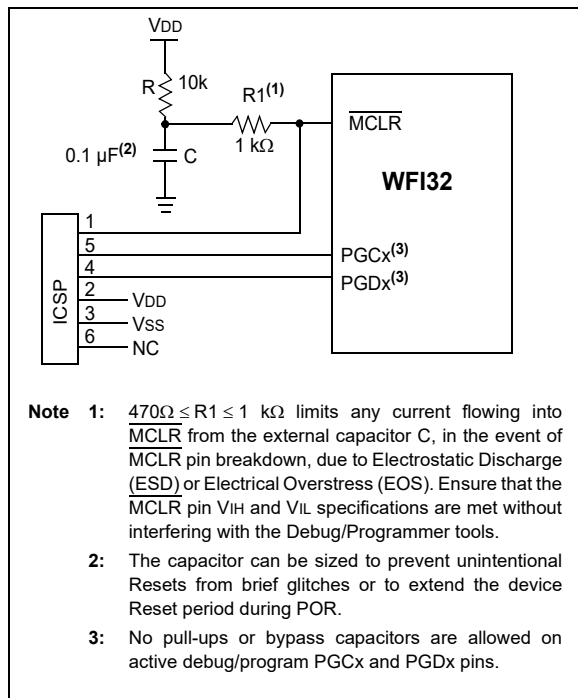 VDD
R 10k
R1(1)
1 kΩ
MCLR
0.1 µF(2) C
WFI32
ICSP
1
5 PGCx(3)
4 PGDx(3)
2 VDD
3 VSS
6 NC
Note 1: 470Ω ≤ R1 ≤ 1 kΩ limits any current flowing into
MCLR from the external capacitor C, in the event of
MCLR pin breakdown, due to Electrostatic Discharge
(ESD) or Electrical Overstress (EOS). Ensure that the
MCLR pin VIH and VIL specifications are met without
interfering with the Debug/Programmer tools.
2: The capacitor can be sized to prevent unintentional
Resets from brief glitches or to extend the device
Reset period during POR.
3: No pull-ups or bypass capacitors are allowed on
active debug/program PGCx and PGDx pins.